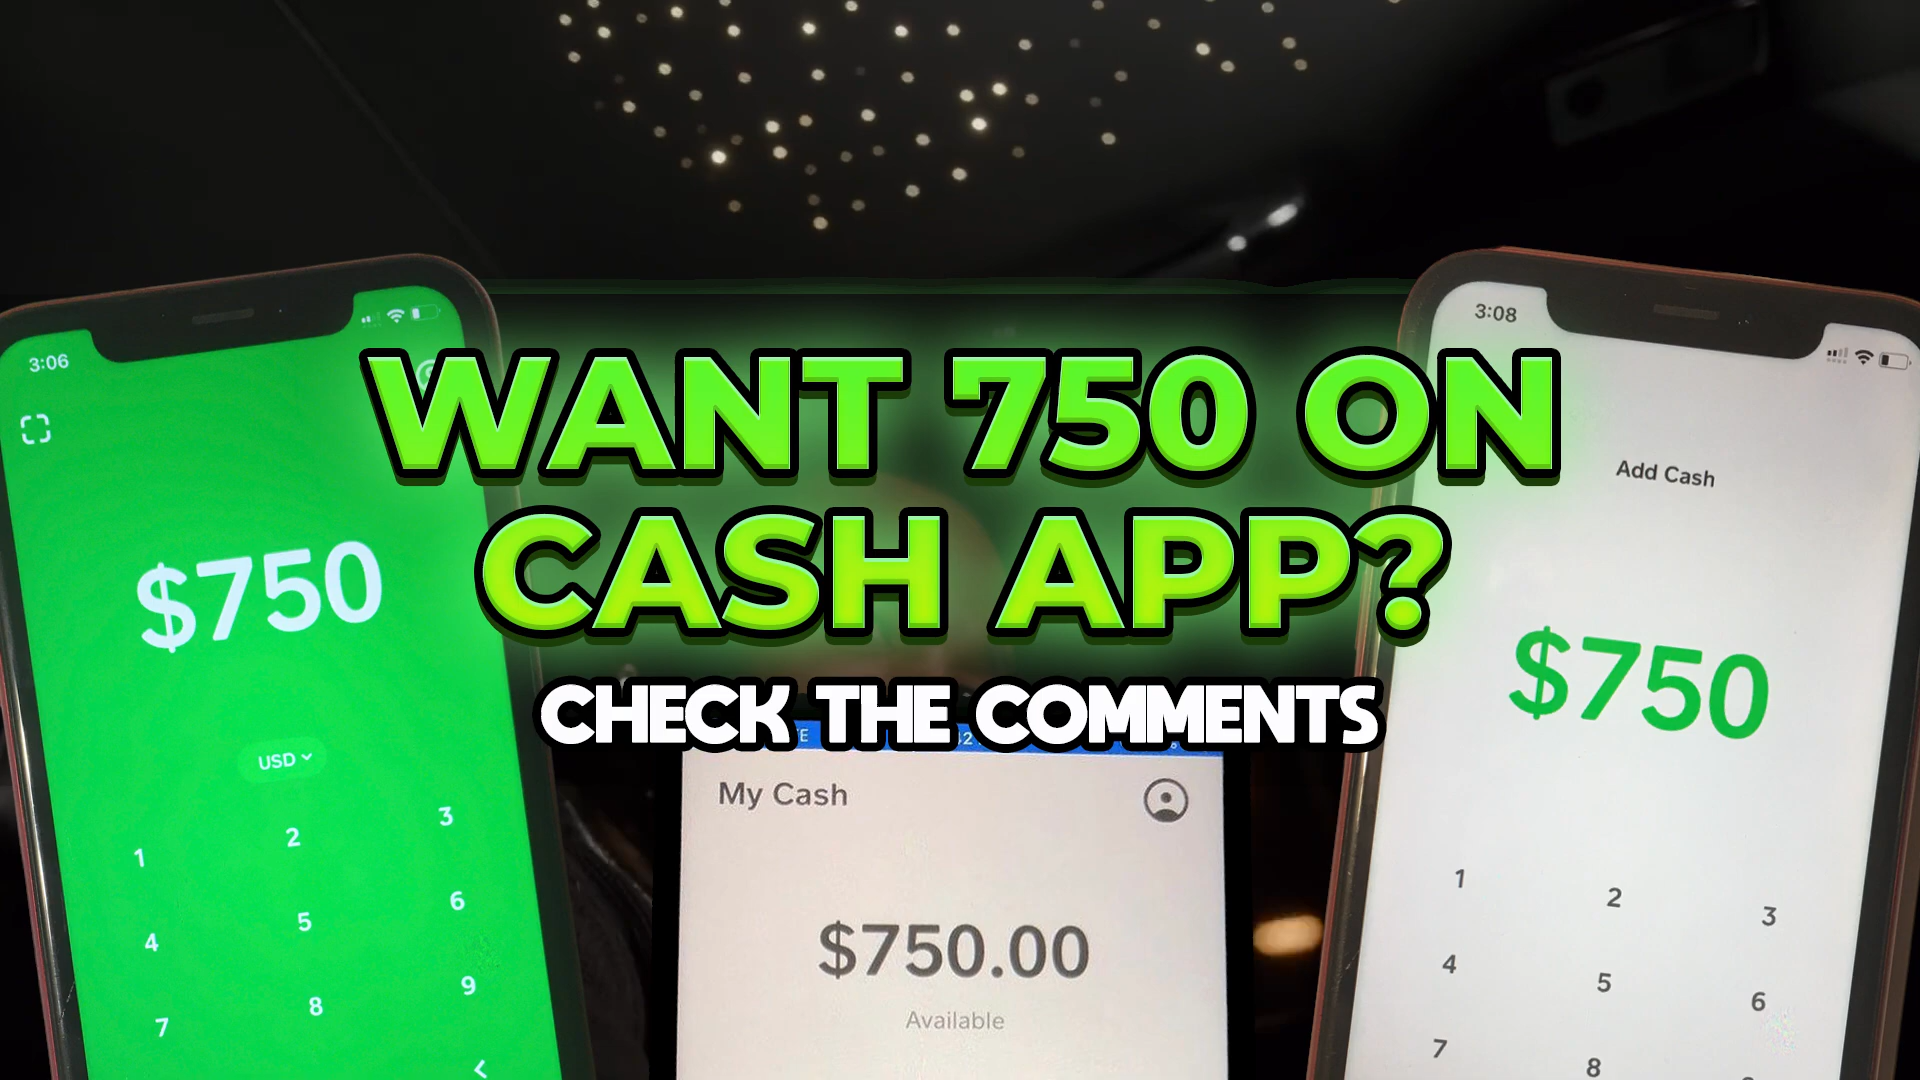 WANT 750 ON
CASH APP?
CHECK THE COMMENTS
3:06
$750
USD
1 2 3
4 5 6
7 8 9
<
My Cash
$750.00
Available
3:08
Add Cash
$750
1 2 3
4 5 6
7 8